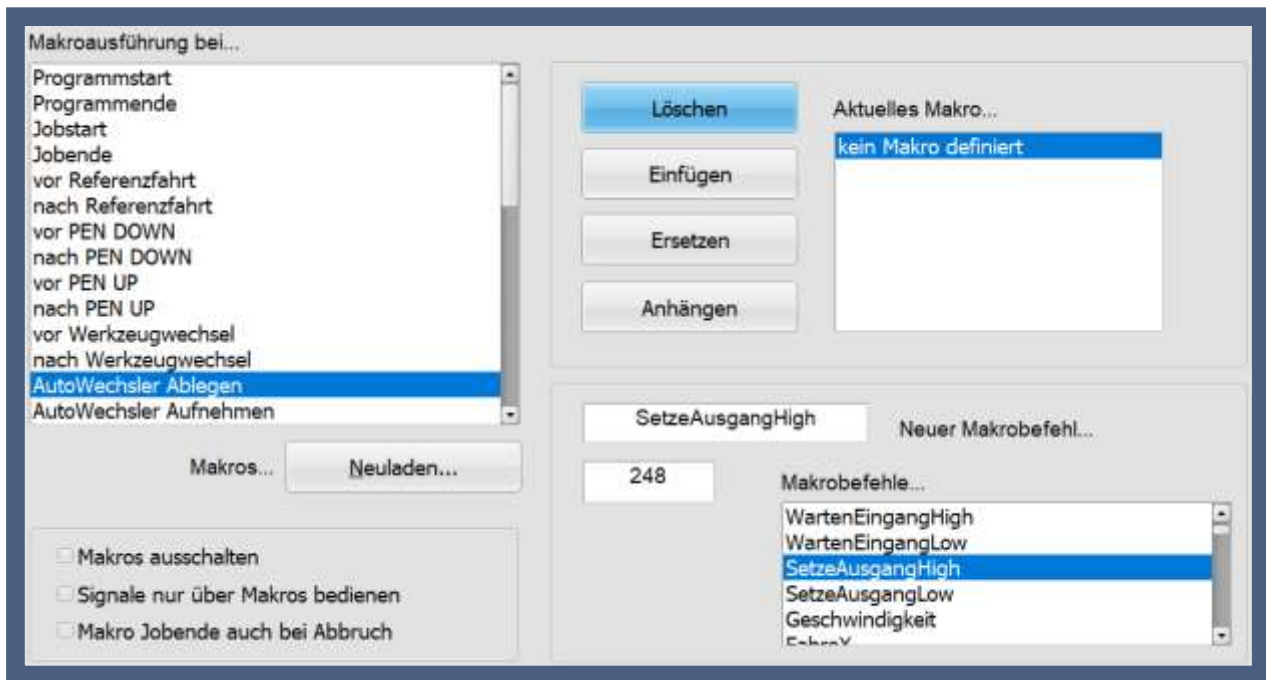 Makroausführung bei...
Programmstart
Programmende
Jobstart
Jobende
vor Referenzfahrt
nach Referenzfahrt
vor PEN DOWN
nach PEN DOWN
vor PEN UP
nach PEN UP
vor Werkzeugwechsel
nach Werkzeugwechsel
AutoWechsler Ablegen
AutoWechsler Aufnehmen
Makros...
Neuladen...
Makros ausschalten
Signale nur über Makros bedienen
Makro Jobende auch bei Abbruch
Löschen
Einfügen
Ersetzen
Anhängen
Aktuelles Makro...
kein Makro definiert
SetzeAusgangHigh
Neuer Makrobefehl...
248
Makrobefehle...
WartenEingangHigh
WartenEingangLow
SetzeAusgangHigh
SetzeAusgangLow
Geschwindigkeit
FahreX